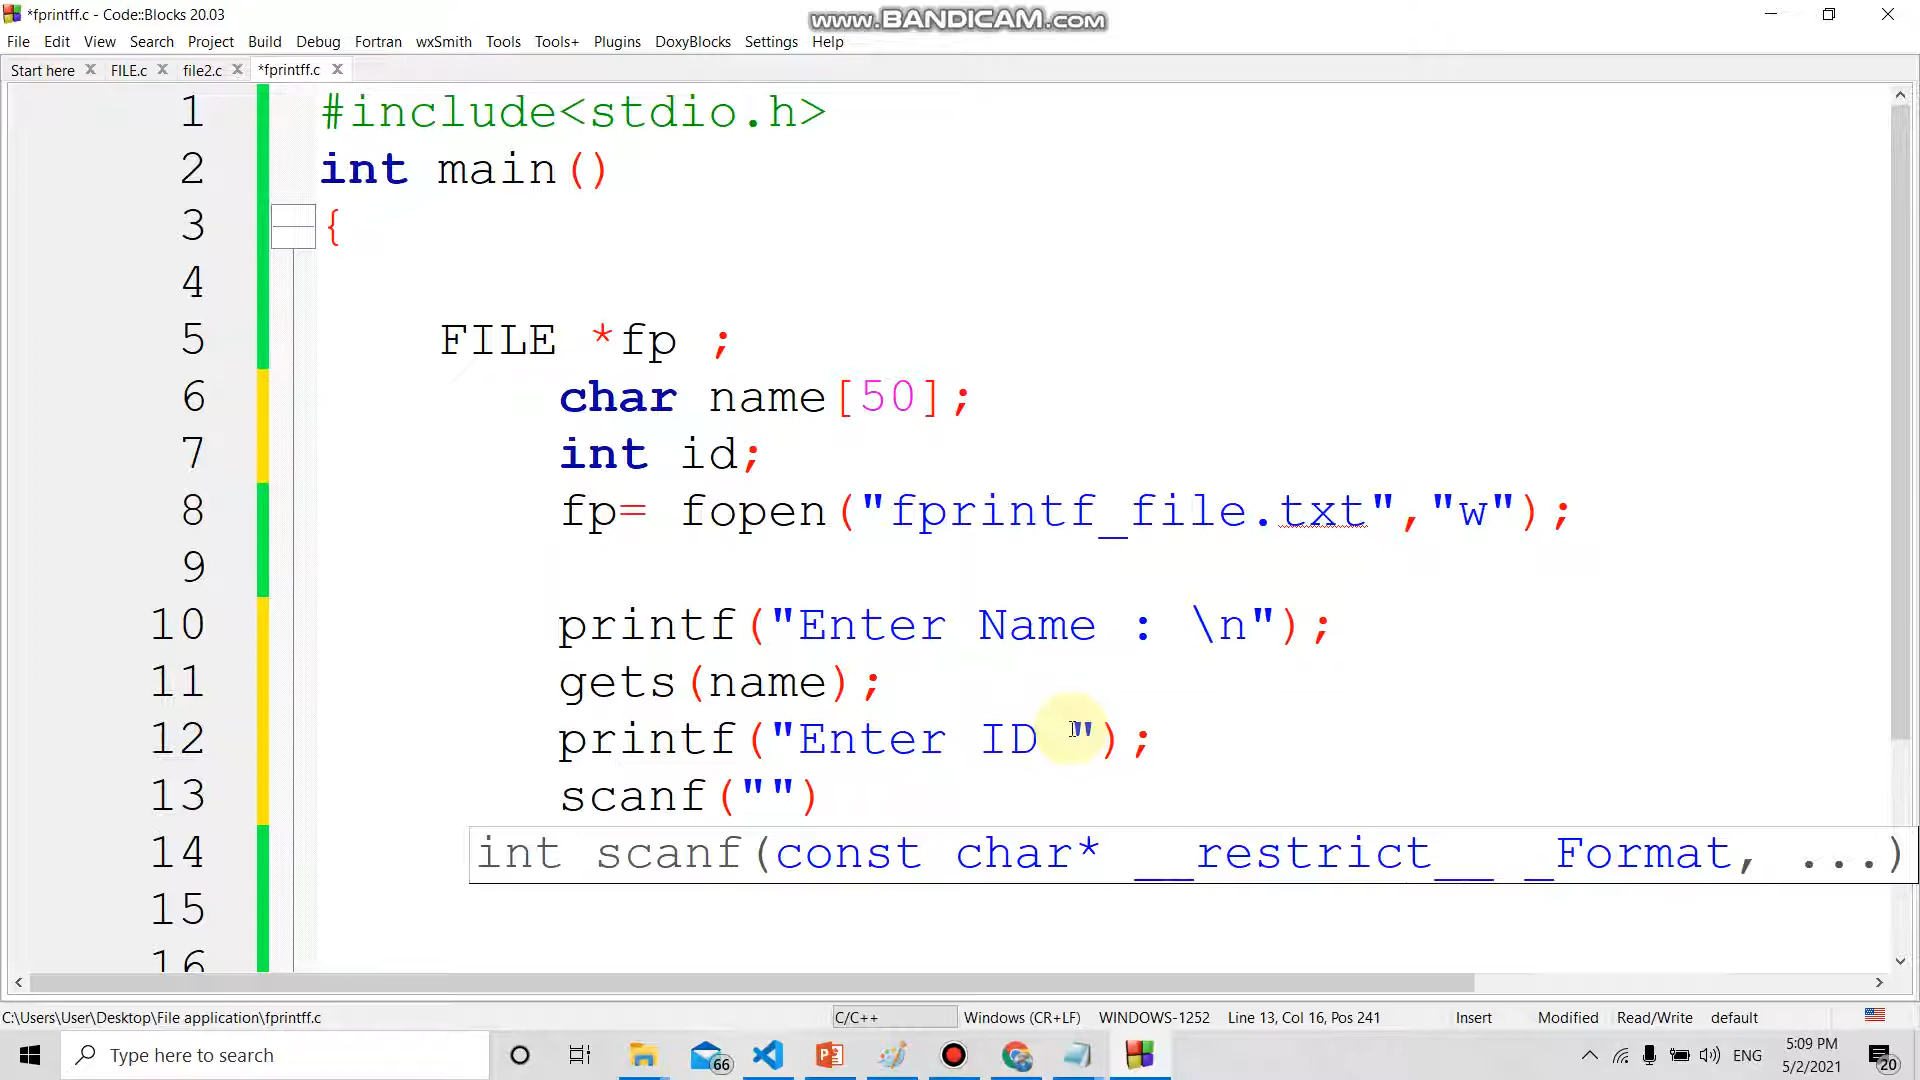 *fprintff.c - Code::Blocks 20.03
www.BANDICAM.com
File Edit View Search Project Build Debug Fortran wxSmith Tools Tools+ Plugins DoxyBlocks Settings Help
Start here FILE.c file2.c *fprintff.c
1 #include<stdio.h>
2 int main()
3 {
4
5 FILE *fp ;
6 char name[50];
7 int id;
8 fp= fopen("fprintf_file.txt","w");
9
10 printf("Enter Name : \n");
11 gets(name);
12 printf("Enter ID ");
13 scanf("")
14 int scanf(const char* __restrict__ _Format, ...)
15
16
C:\Users\User\Desktop\File application\fprintff.c C/C++ Windows (CR+LF) WINDOWS-1252 Line 13, Col 16, Pos 241 Insert Modified Read/Write default
Type here to search 66 ENG 5:09 PM
5/2/2021 20